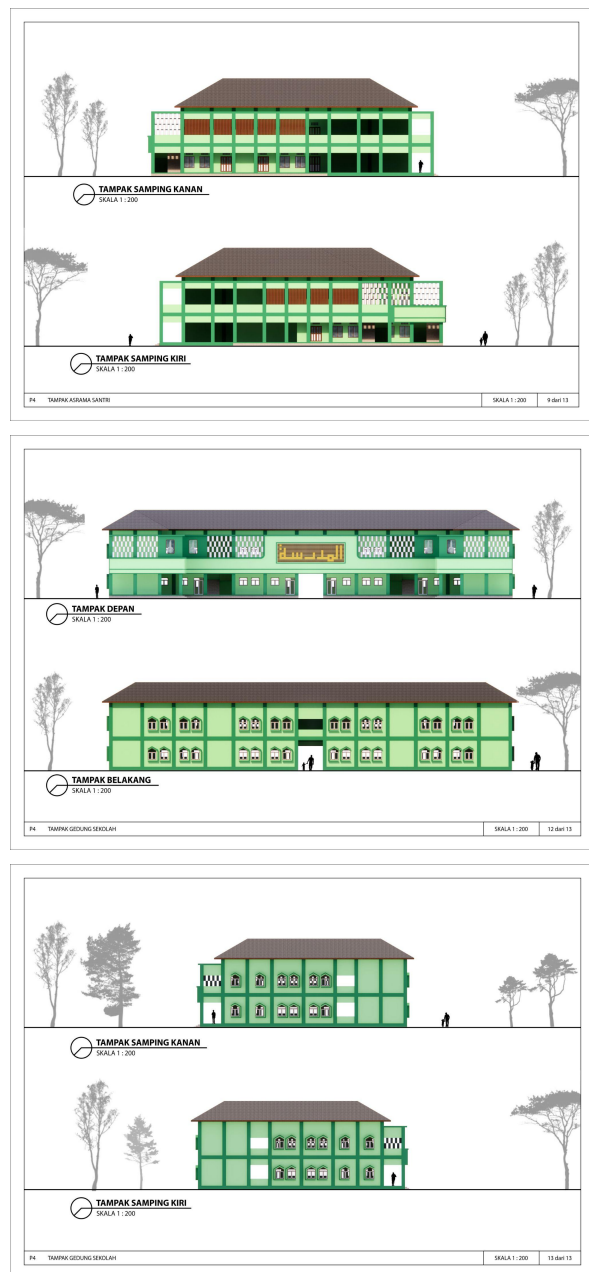 TAMPAK SAMPING KANAN
SKALA 1 : 200
TAMPAK SAMPING KIRI
SKALA 1 : 200
P4 TAMPAK ASRAMA SANTRI SKALA 1 : 200 9 dari 13
المدرسة
TAMPAK DEPAN
SKALA 1 : 200
TAMPAK BELAKANG
SKALA 1 : 200
P4 TAMPAK GEDUNG SEKOLAH SKALA 1 : 200 12 dari 13
TAMPAK SAMPING KANAN
SKALA 1 : 200
TAMPAK SAMPING KIRI
SKALA 1 : 200
P4 TAMPAK GEDUNG SEKOLAH SKALA 1 : 200 13 dari 13